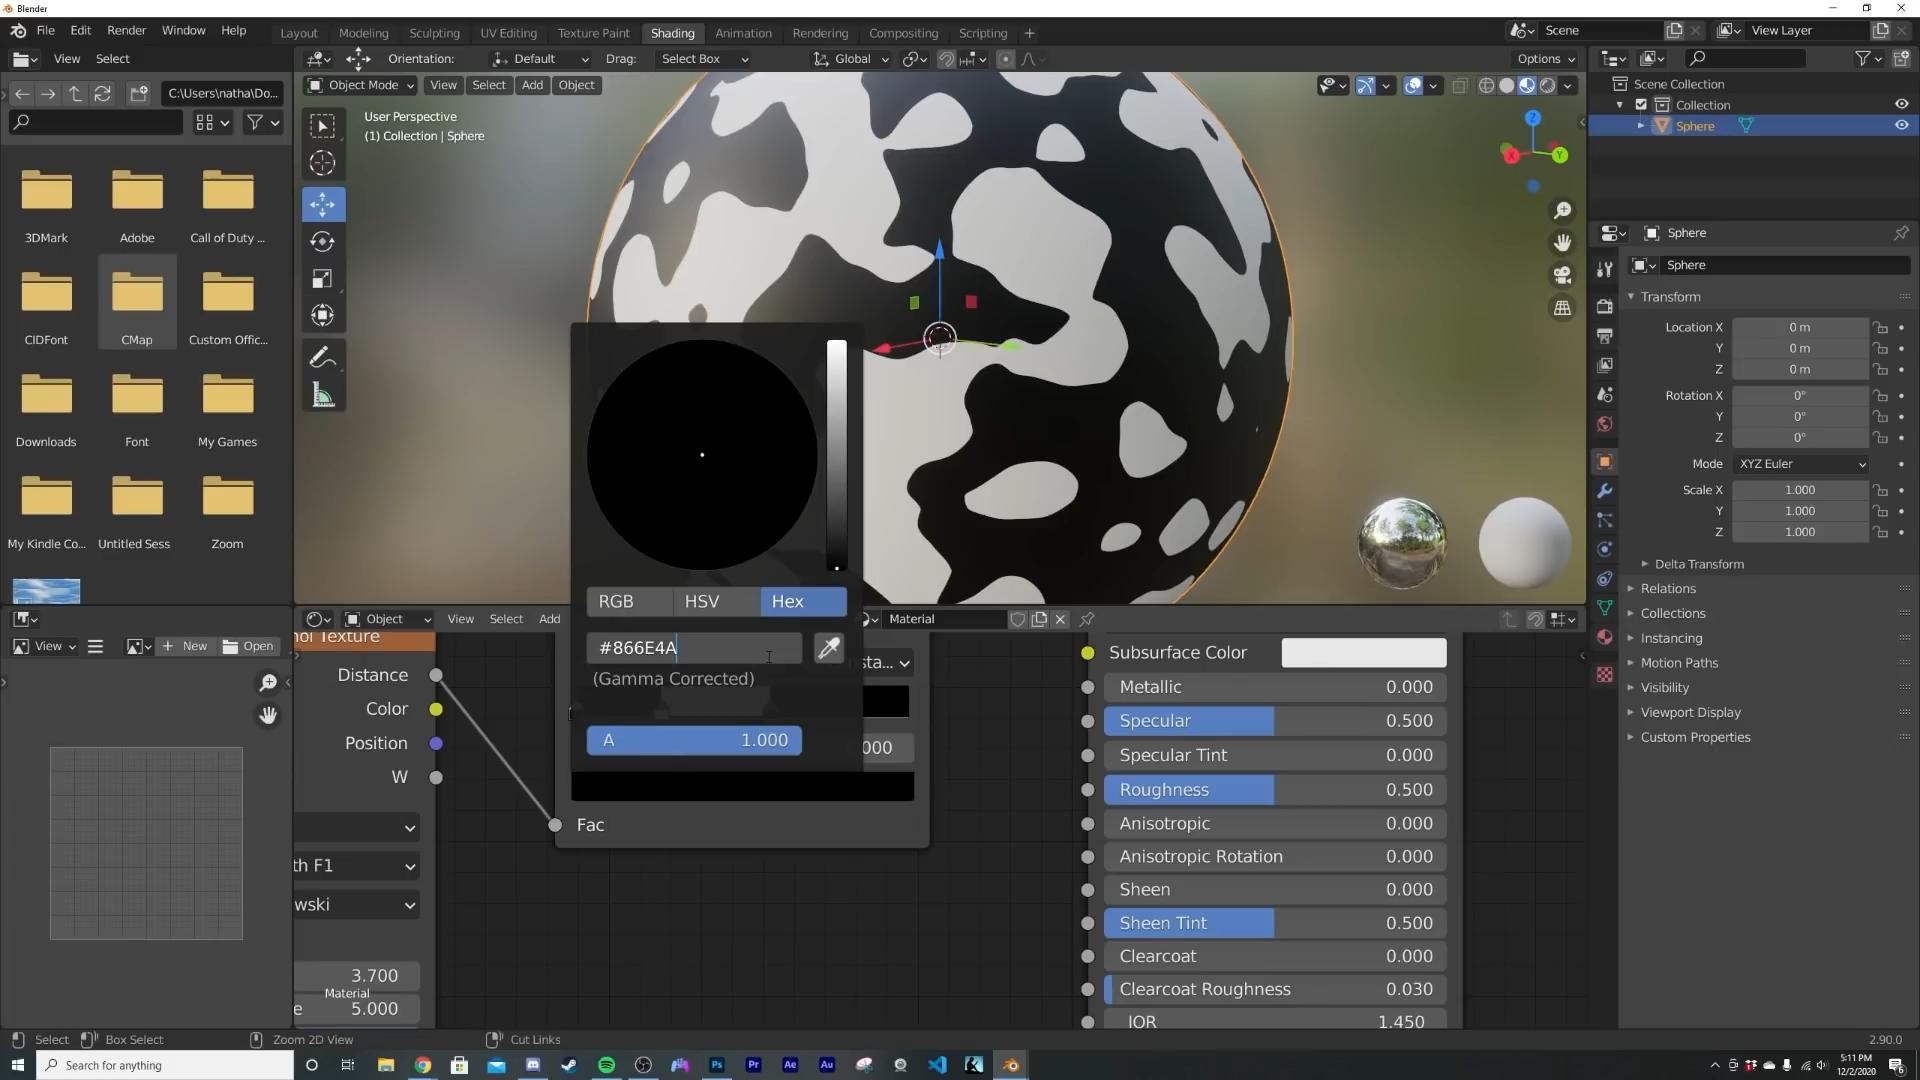 Blender
File Edit Render Window Help
Layout Modeling Sculpting UV Editing Texture Paint Shading Animation Rendering Compositing Scripting +
Scene
View Layer
View Select
Orientation: Default Drag: Select Box Global Options
C:\Users\natha\Do...
Object Mode View Select Add Object
User Perspective
(1) Collection | Sphere
3DMark Adobe Call of Duty ...
CIDFont CMap Custom Offic...
Downloads Font My Games
My Kindle Co... Untitled Sess Zoom
Z
X
Y
Scene Collection
Collection
Sphere
Sphere
Sphere
Transform
Location X 0 m
Y 0 m
Z 0 m
Rotation X 0°
Y 0°
Z 0°
Mode XYZ Euler
Scale X 1.000
Y 1.000
Z 1.000
Delta Transform
Relations
Collections
Instancing
Motion Paths
Visibility
Viewport Display
Custom Properties
RGB HSV Hex
#866E4A
(Gamma Corrected)
A 1.000
View + New Open
Object View Select Add
Material
noi Texture
Distance
Color
Position
W
th F1
wski
3.700
Material
e 5.000
sta...
000
Fac
Subsurface Color
Metallic 0.000
Specular 0.500
Specular Tint 0.000
Roughness 0.500
Anisotropic 0.000
Anisotropic Rotation 0.000
Sheen 0.000
Sheen Tint 0.500
Clearcoat 0.000
Clearcoat Roughness 0.030
IOR 1.450
Select Box Select Zoom 2D View Cut Links 2.90.0
Search for anything
Ps Pr Ae Au
5:11 PM
12/2/2020